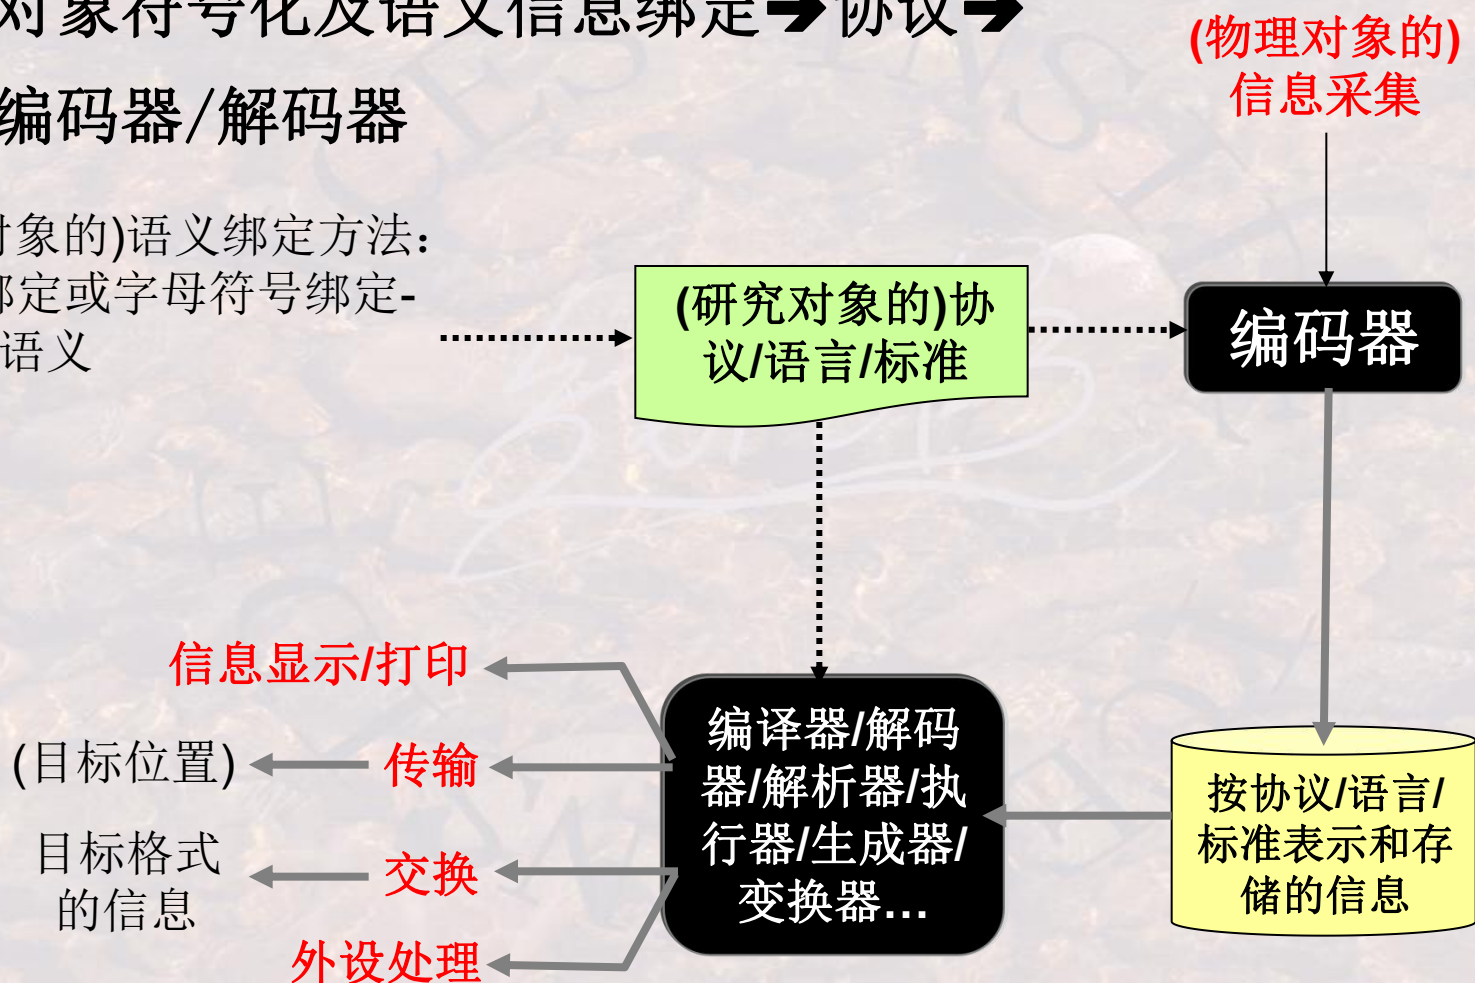 对象符号化及语义信息绑定➔协议➔
编码器/解码器
对象的)语义绑定方法：
绑定或字母符号绑定-
语义
(物理对象的)
信息采集
(研究对象的)协
议/语言/标准
编码器
信息显示/打印
(目标位置)
传输
目标格式
的信息
交换
外设处理
编译器/解码
器/解析器/执
行器/生成器/
变换器…
按协议/语言/
标准表示和存
储的信息